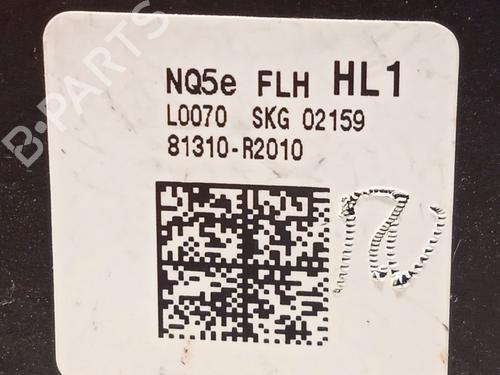 B-PARTS
NQ5e FLH HL1
L0070 SKG 02159
81310-R2010